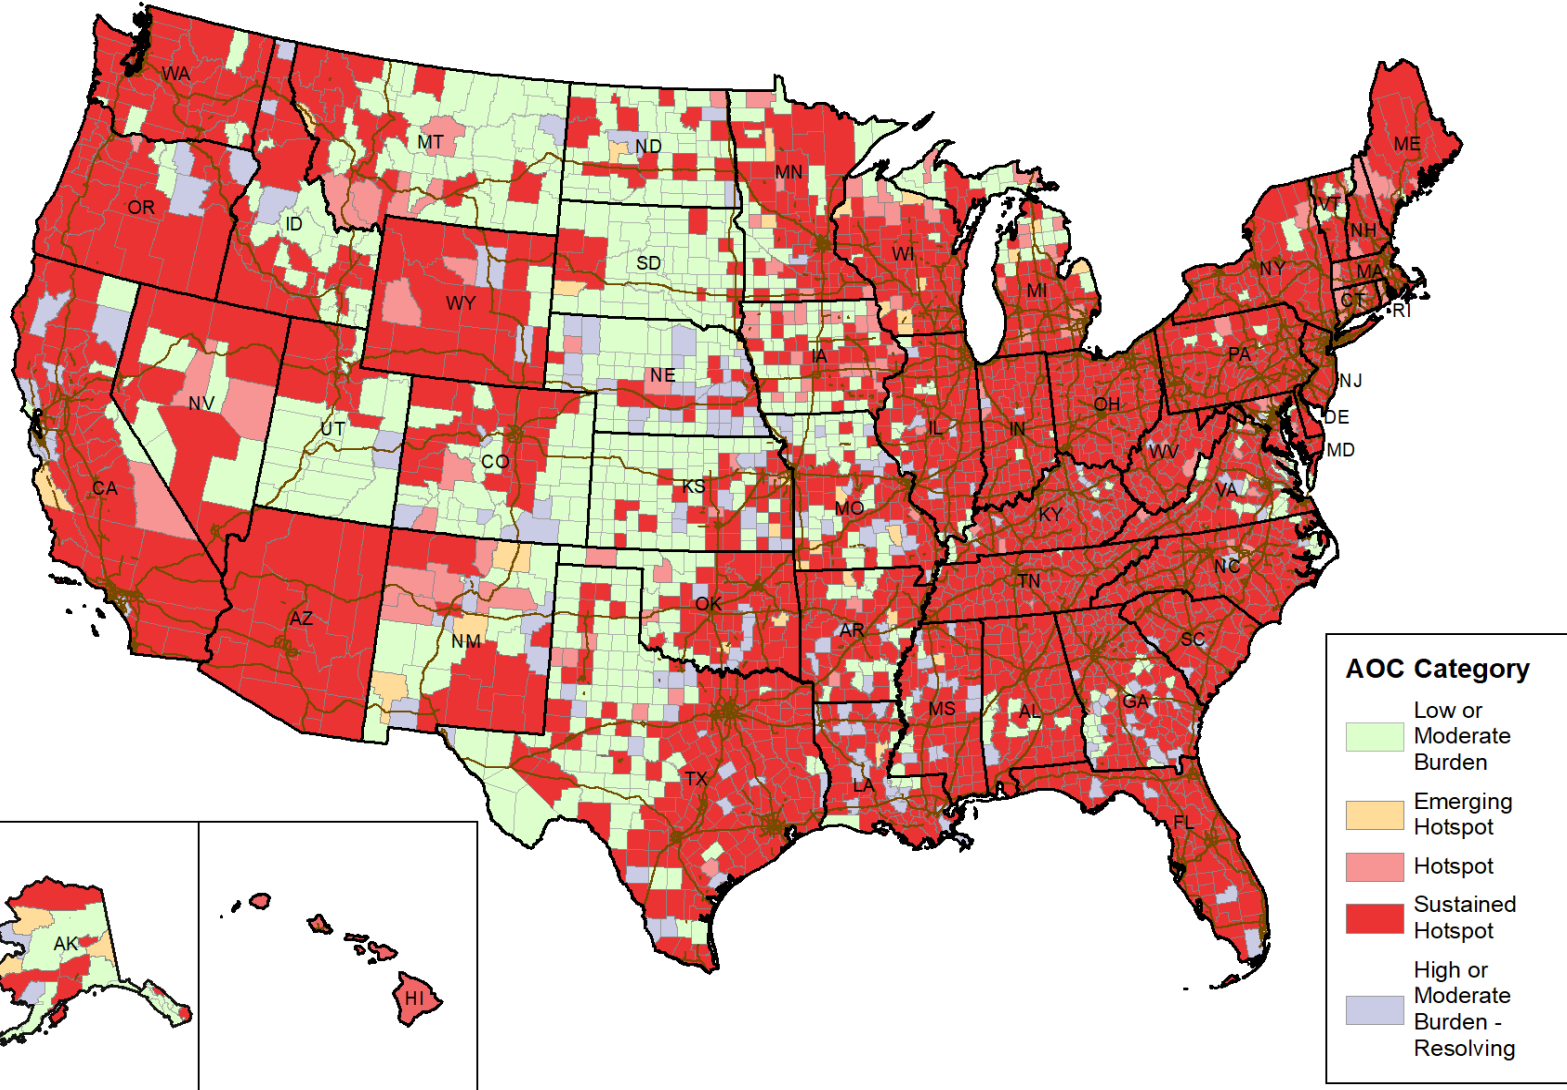 WA
MT
ND
MN
ME
OR
ID
SD
WI
MI
VT
NH
NY
MA
CT
RI
WY
IA
PA
NJ
NE
NV
UT
CO
IL
IN
OH
DE
MD
WV
CA
KS
MO
KY
VA
AZ
NM
OK
AR
TN
NC
SC
TX
LA
MS
AL
GA
FL
AK
HI
AOC Category
Low or
Moderate
Burden
Emerging
Hotspot
Hotspot
Sustained
Hotspot
High or
Moderate
Burden -
Resolving